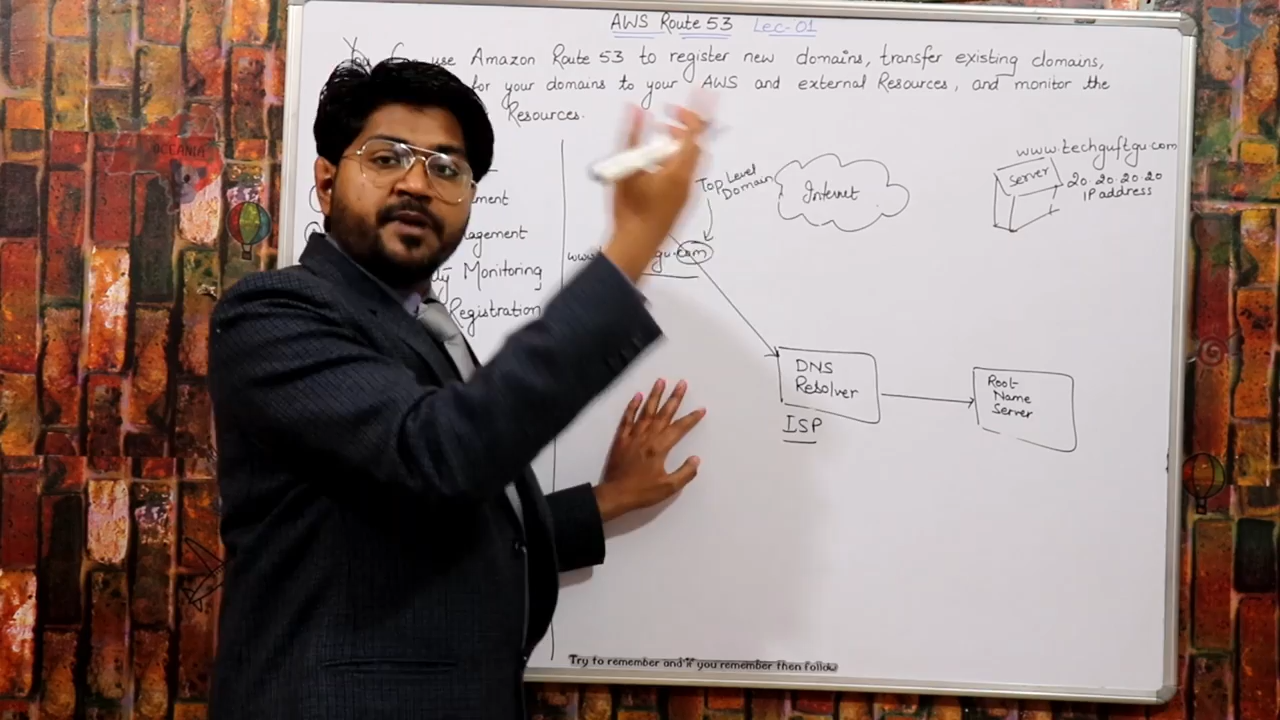 AWS Route 53 Lec-01
You Can use Amazon Route 53 to register new domains, transfer existing domains,
for your domains to your AWS and external Resources, and monitor the
Resources.
OCEANIA
Monitoring
Registration
Top Level
Domain
Internet
www.techguftgu.com
Server
20.20.20.20
IP address
DNS
Resolver
ISP
Root
Name
Server
Try to remember and if you remember then follow